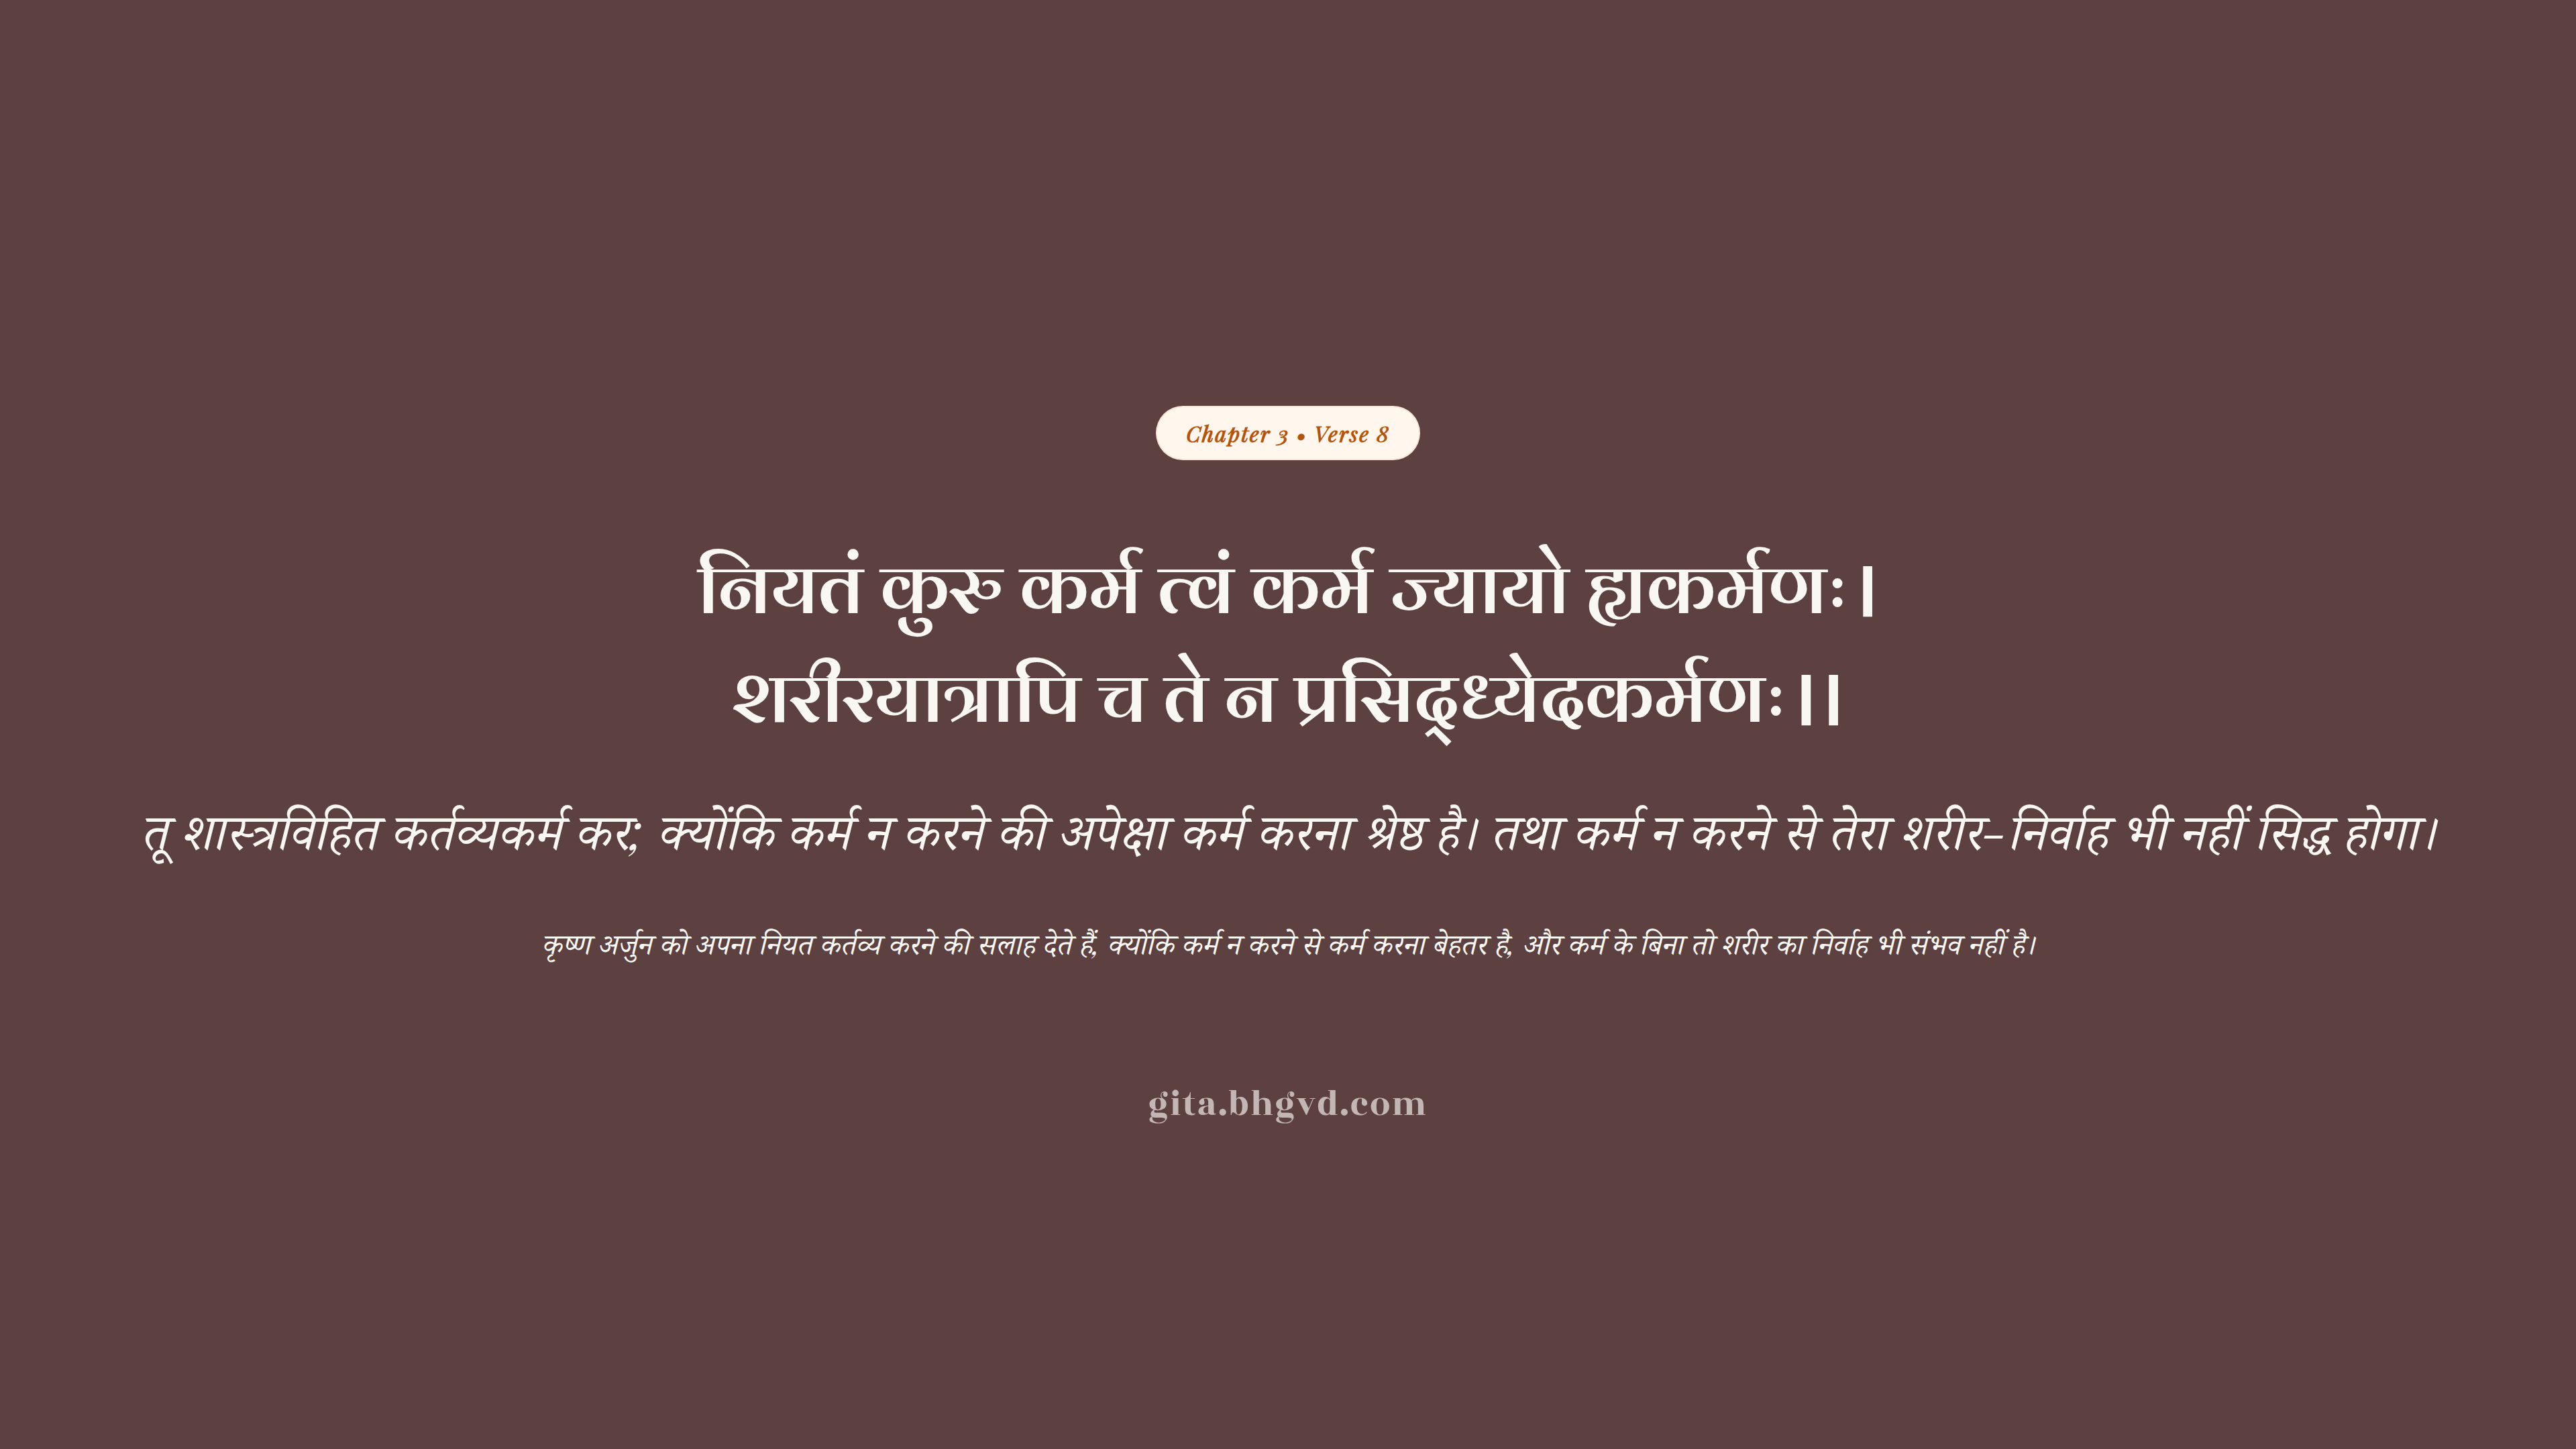 Chapter 3 • Verse 8
नियतं कुरु कर्म त्वं कर्म ज्यायो ह्यकर्मणः।
शरीरयात्रापि च ते न प्रसिद्ध्येदकर्मणः।।
तू शास्त्रविहित कर्तव्यकर्म कर; क्योंकि कर्म न करने की अपेक्षा कर्म करना श्रेष्ठ है। तथा कर्म न करने से तेरा शरीर-निर्वाह भी नहीं सिद्ध होगा।
कृष्ण अर्जुन को अपना नियत कर्तव्य करने की सलाह देते हैं, क्योंकि कर्म न करने से कर्म करना बेहतर है, और कर्म के बिना तो शरीर का निर्वाह भी संभव नहीं है।
gita.bhgvd.com